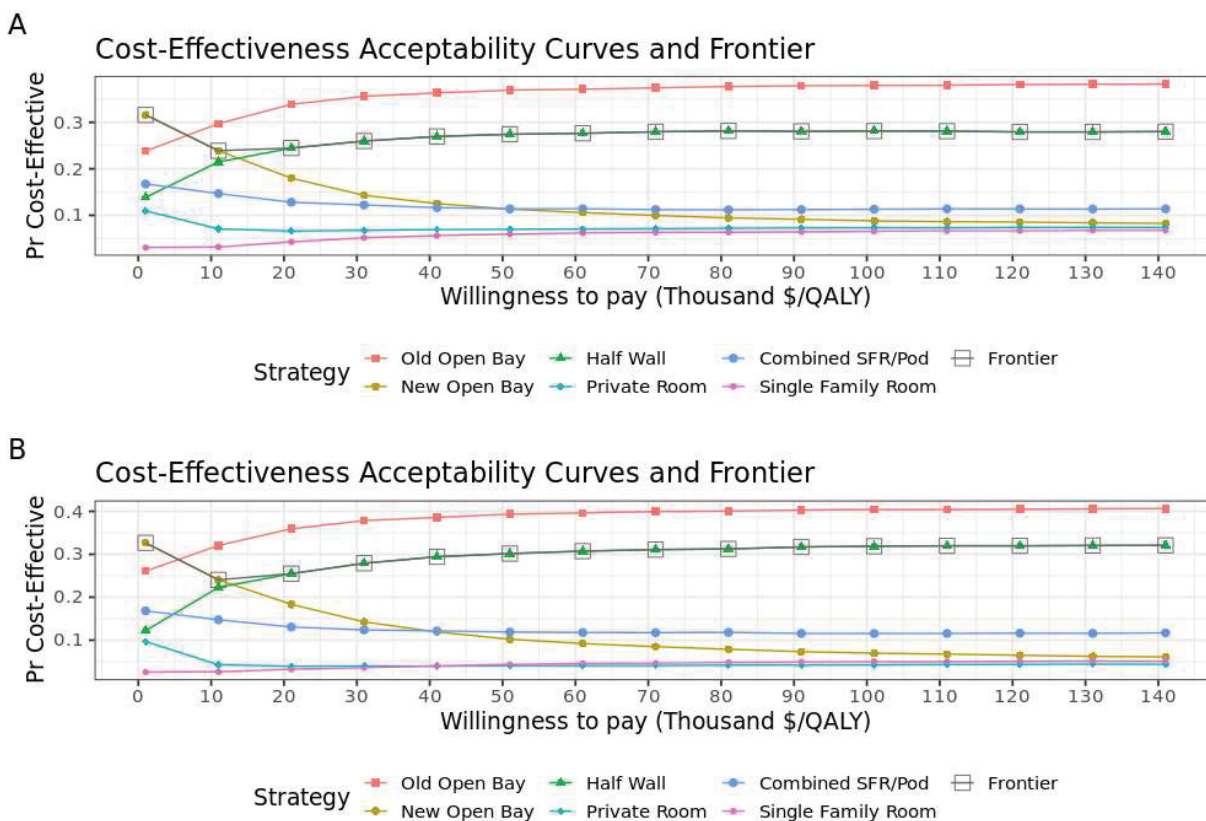 A
Cost-Effectiveness Acceptability Curves and Frontier
Pr Cost-Effective
0.3
0.2
0.1
0 10 20 30 40 50 60 70 80 90 100 110 120 130 140
Willingness to pay (Thousand $/QALY)
Strategy
Old Open Bay Half Wall Combined SFR/Pod Frontier
New Open Bay Private Room Single Family Room
B
Cost-Effectiveness Acceptability Curves and Frontier
Pr Cost-Effective
0.4
0.3
0.2
0.1
0 10 20 30 40 50 60 70 80 90 100 110 120 130 140
Willingness to pay (Thousand $/QALY)
Strategy
Old Open Bay Half Wall Combined SFR/Pod Frontier
New Open Bay Private Room Single Family Room